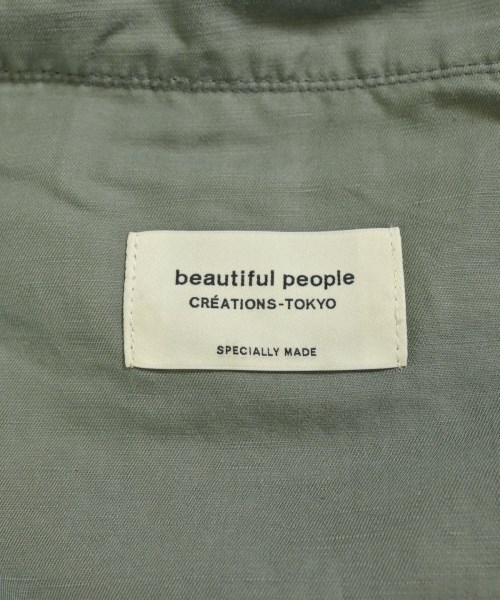 beautiful people
CRÉATIONS-TOKYO
SPECIALLY MADE